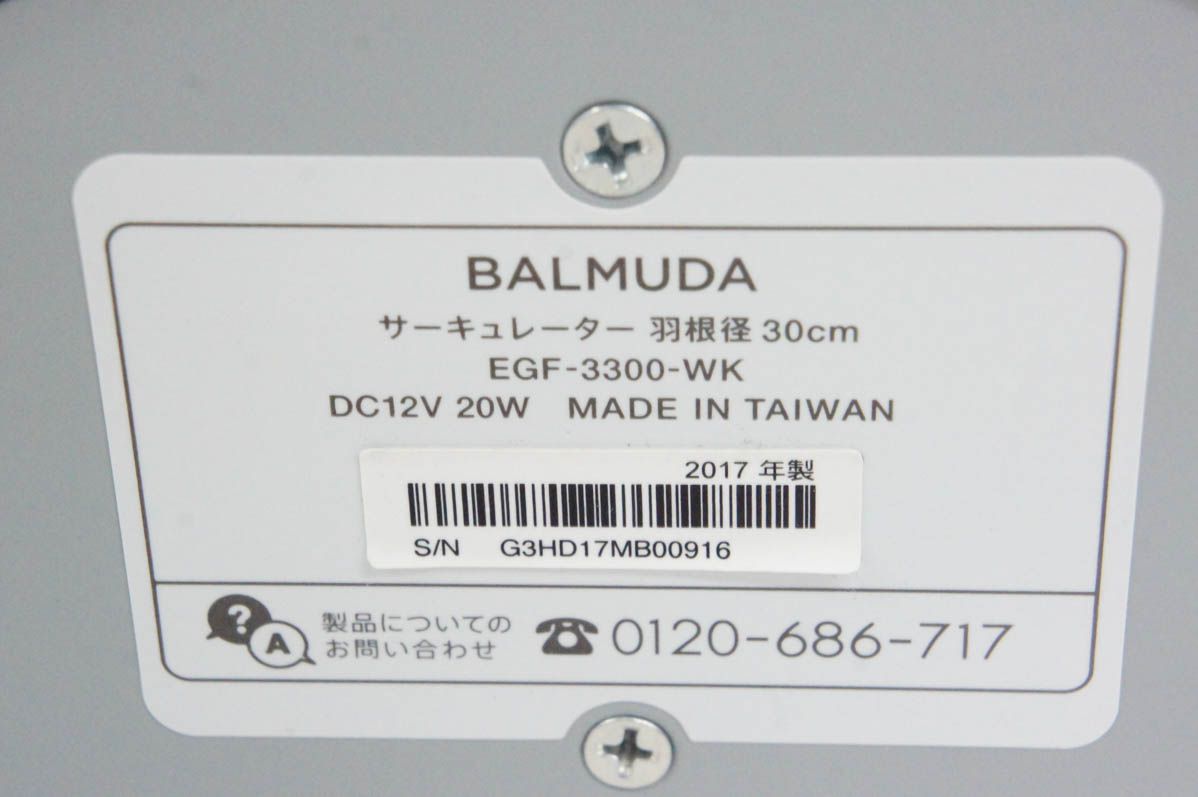 BALMUDA
サーキュレーター 羽根径 30cm
EGF-3300-WK
DC12V 20W MADE IN TAIWAN
2017 年製
S/N G3HD17MB00916
? A
製品についての
お問い合わせ
☎0120-686-717